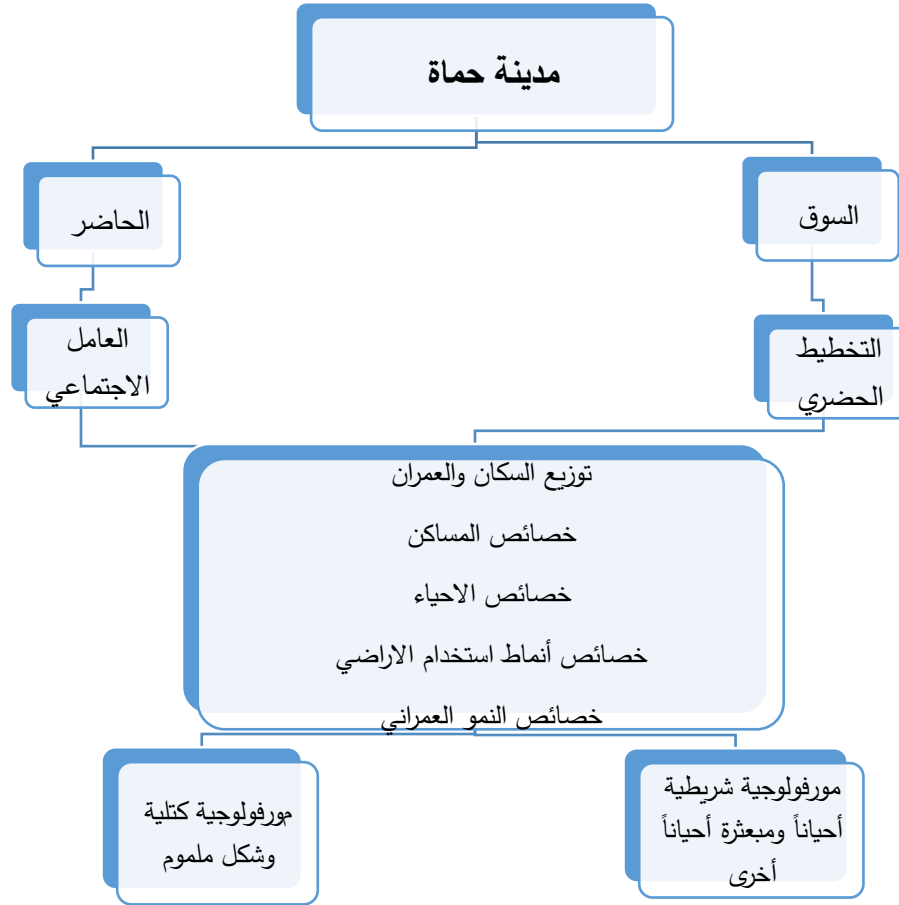 مدينة حماة
السوق
الحاضر
التخطيط
الحضري
العامل
الاجتماعي
توزيع السكان والعمران
خصائص المساكن
خصائص الاحياء
خصائص أنماط استخدام الاراضي
خصائص النمو العمراني
مورفولوجية شريطية
أحياناً ومبعثرة أحياناً
أخرى
مورفولوجية كتلية
وشكل ملموم